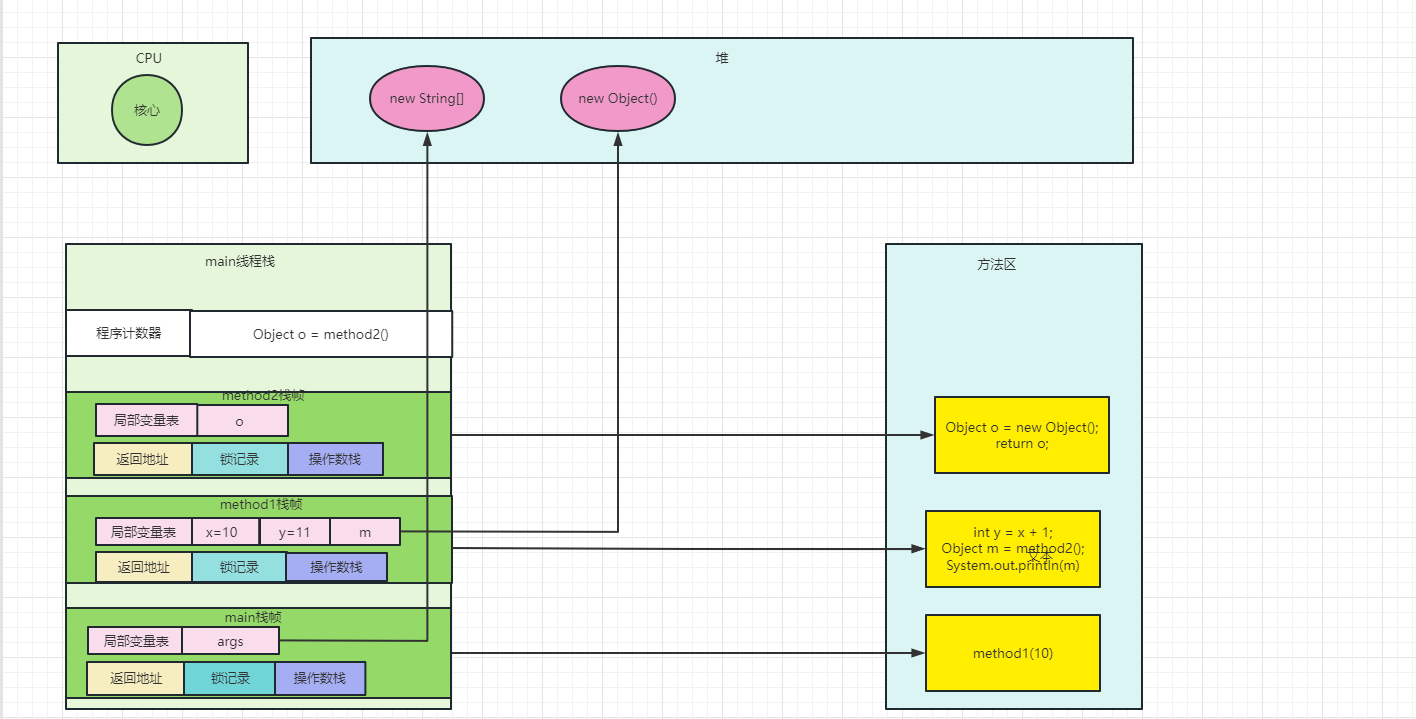 CPU
核心
堆
new String[]
new Object()
main线程栈
程序计数器
Object o = method2()
method2栈帧
局部变量表
o
返回地址
锁记录
操作数栈
method1栈帧
局部变量表
x=10
y=11
m
返回地址
锁记录
操作数栈
main栈帧
局部变量表
args
返回地址
锁记录
操作数栈
方法区
Object o = new Object();
return o;
int y = x + 1;
Object m = method2();
文本
System.out.println(m)
method1(10)